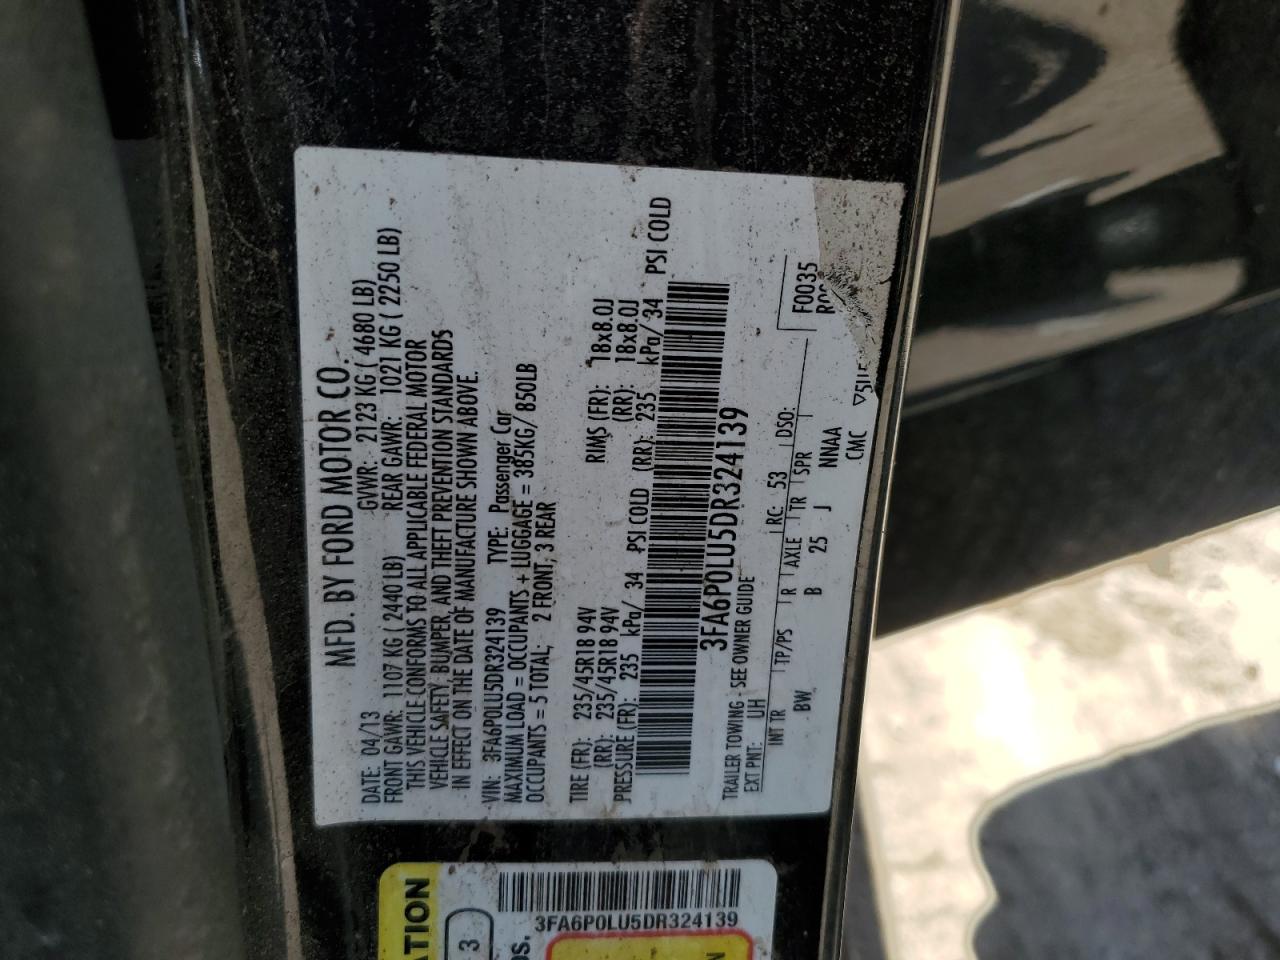 MFD. BY FORD MOTOR CO.
DATE: 04/13 GVWR: 2123 KG ( 4680 LB)
FRONT GAWR: 1107 KG ( 2440 LB) REAR GAWR: 1021 KG ( 2250 LB)
THIS VEHICLE CONFORMS TO ALL APPLICABLE FEDERAL MOTOR
VEHICLE SAFETY, BUMPER, AND THEFT PREVENTION STANDARDS
IN EFFECT ON THE DATE OF MANUFACTURE SHOWN ABOVE.
VIN: 3FA6P0LU5DR324139 TYPE: Passenger Car
MAXIMUM LOAD = OCCUPANTS + LUGGAGE = 385KG/ 850LB
OCCUPANTS = 5 TOTAL; 2 FRONT, 3 REAR
TIRE (FR): 235/45R18 94V RIMS (FR): 18x8.0J
(RR): 235/45R18 94V (RR): 18x8.0J
PRESSURE (FR): 235 kPa/ 34 PSI COLD (RR): 235 kPa/ 34 PSI COLD
3FA6P0LU5DR324139
TRAILER TOWING - SEE OWNER GUIDE
EXT PNT: UH RC: 53 DSO:
INT TR TP/PS R AXLE TR SPR F0035
BW B 25 J NNAA
CMC
TION
3
3FA6P0LU5DR324139